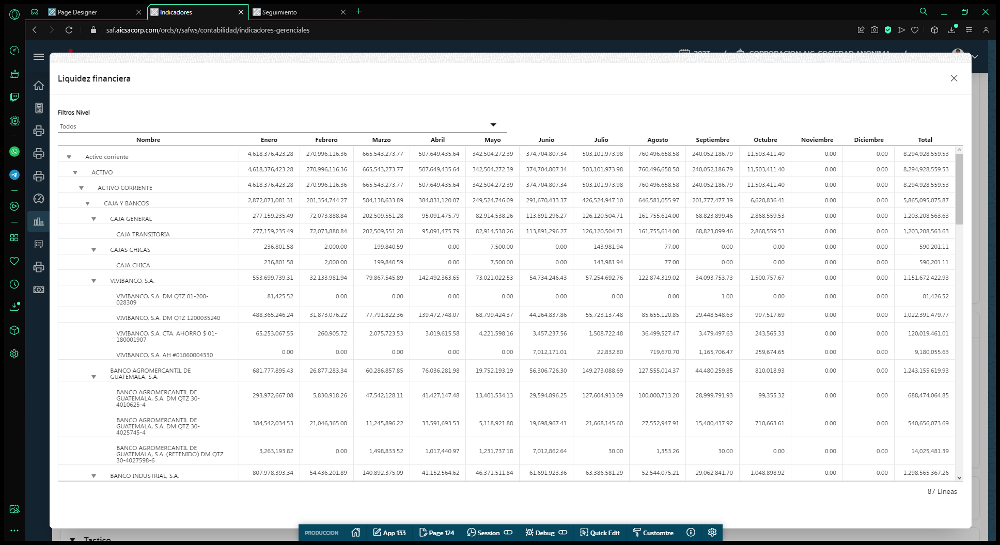 Page Designer
Indicadores
Seguimiento
saf.aicsacorp.com/ords/r/safws/contabilidad/indicadores-gerenciales
Liquidez financiera
Filtros Nivel
Todos
Nombre Enero Febrero Marzo Abril Mayo Junio Julio Agosto Septiembre Octubre Noviembre Diciembre Total
Activo corriente 4,618,376,423.28 270,996,116.36 665,543,273.77 507,649,435.64 342,504,272.39 374,704,807.34 503,101,973.98 760,496,658.58 240,052,186.79 11,503,411.40 0.00 0.00 8,294,928,559.53
ACTIVO 4,618,376,423.28 270,996,116.36 665,543,273.77 507,649,435.64 342,504,272.39 374,704,807.34 503,101,973.98 760,496,658.58 240,052,186.79 11,503,411.40 0.00 0.00 8,294,928,559.53
ACTIVO CORRIENTE 4,618,376,423.28 270,996,116.36 665,543,273.77 507,649,435.64 342,504,272.39 374,704,807.34 503,101,973.98 760,496,658.58 240,052,186.79 11,503,411.40 0.00 0.00 8,294,928,559.53
CAJA Y BANCOS 2,872,071,081.31 201,354,744.27 584,138,633.89 384,831,120.07 249,524,746.09 291,670,433.37 426,524,947.10 646,581,055.97 201,777,477.39 6,620,836.41 0.00 0.00 5,865,095,075.87
CAJA GENERAL 277,159,235.49 72,073,888.84 202,509,551.28 95,091,475.79 82,914,538.26 113,891,296.27 126,120,504.71 161,755,614.00 68,823,899.46 2,868,559.53 0.00 0.00 1,203,208,563.63
CAJA TRANSITORIA 277,159,235.49 72,073,888.84 202,509,551.28 95,091,475.79 82,914,538.26 113,891,296.27 126,120,504.71 161,755,614.00 68,823,899.46 2,868,559.53 0.00 0.00 1,203,208,563.63
CAJAS CHICAS 236,801.58 2,000.00 199,840.59 0.00 7,500.00 0.00 143,981.94 77.00 0.00 0.00 0.00 0.00 590,201.11
CAJA CHICA 236,801.58 2,000.00 199,840.59 0.00 7,500.00 0.00 143,981.94 77.00 0.00 0.00 0.00 0.00 590,201.11
VIVIBANCO, S.A. 553,699,739.31 32,133,981.94 79,867,545.89 142,492,363.65 73,021,022.53 54,734,246.43 57,254,692.76 122,874,319.02 34,093,753.73 1,500,757.67 0.00 0.00 1,151,672,422.93
VIVIBANCO, S.A. DM QTZ 01-200-
028309 81,425.52 0.00 0.00 0.00 0.00 0.00 0.00 0.00 1.00 0.00 0.00 0.00 81,426.52
VIVIBANCO, S.A. DM QTZ 1200035240 488,365,246.24 31,873,076.22 77,791,822.36 139,472,748.07 68,799,424.37 44,264,837.86 55,723,137.48 85,655,120.85 29,448,548.63 997,517.69 0.00 0.00 1,022,391,479.77
VIVIBANCO, S.A. CTA. AHORRO $ 01-
180001907 65,253,067.55 260,905.72 2,075,723.53 3,019,615.58 4,221,598.16 3,457,237.56 1,508,722.48 36,499,527.47 3,479,497.63 243,565.33 0.00 0.00 120,019,461.01
VIVIBANCO, S.A. AH #01060004330 0.00 0.00 0.00 0.00 0.00 7,012,171.01 22,832.80 719,670.70 1,165,706.47 259,674.65 0.00 0.00 9,180,055.63
BANCO AGROMERCANTIL DE
GUATEMALA, S.A. 681,777,895.43 26,877,283.34 60,286,857.85 76,036,281.98 19,752,193.19 56,306,726.30 149,273,088.69 127,555,014.37 44,480,259.85 810,018.93 0.00 0.00 1,243,155,619.93
BANCO AGROMERCANTIL DE
GUATEMALA, S.A. DM QTZ 30-
4010625-4 293,972,667.08 5,830,918.26 47,542,128.11 41,427,147.48 13,401,534.13 29,594,896.25 127,604,913.09 100,000,713.20 28,999,791.93 99,355.32 0.00 0.00 688,474,064.85
BANCO AGROMERCANTIL DE
GUATEMALA, S.A. DM QTZ 30-
4025745-4 384,542,034.53 21,046,365.08 11,245,896.22 33,591,693.53 5,118,921.88 19,698,967.41 21,668,145.60 27,552,947.91 15,480,437.92 710,663.61 0.00 0.00 540,656,073.69
BANCO AGROMERCANTIL DE
GUATEMALA, S.A. (RETENIDO) DM QTZ
30-4027598-6 3,263,193.82 0.00 1,498,833.52 1,017,440.97 1,231,737.18 7,012,862.64 30.00 1,353.26 30.00 0.00 0.00 0.00 14,025,481.39
BANCO INDUSTRIAL, S.A. 807,978,393.34 54,436,201.89 140,892,375.09 41,152,564.62 46,371,511.84 61,691,923.36 63,386,581.29 52,544,075.21 29,062,841.70 1,048,898.92 0.00 0.00 1,298,565,367.26
87 Líneas
PRODUCCION
App 133
Page 124
Session
Debug
Quick Edit
Customize
Tactico